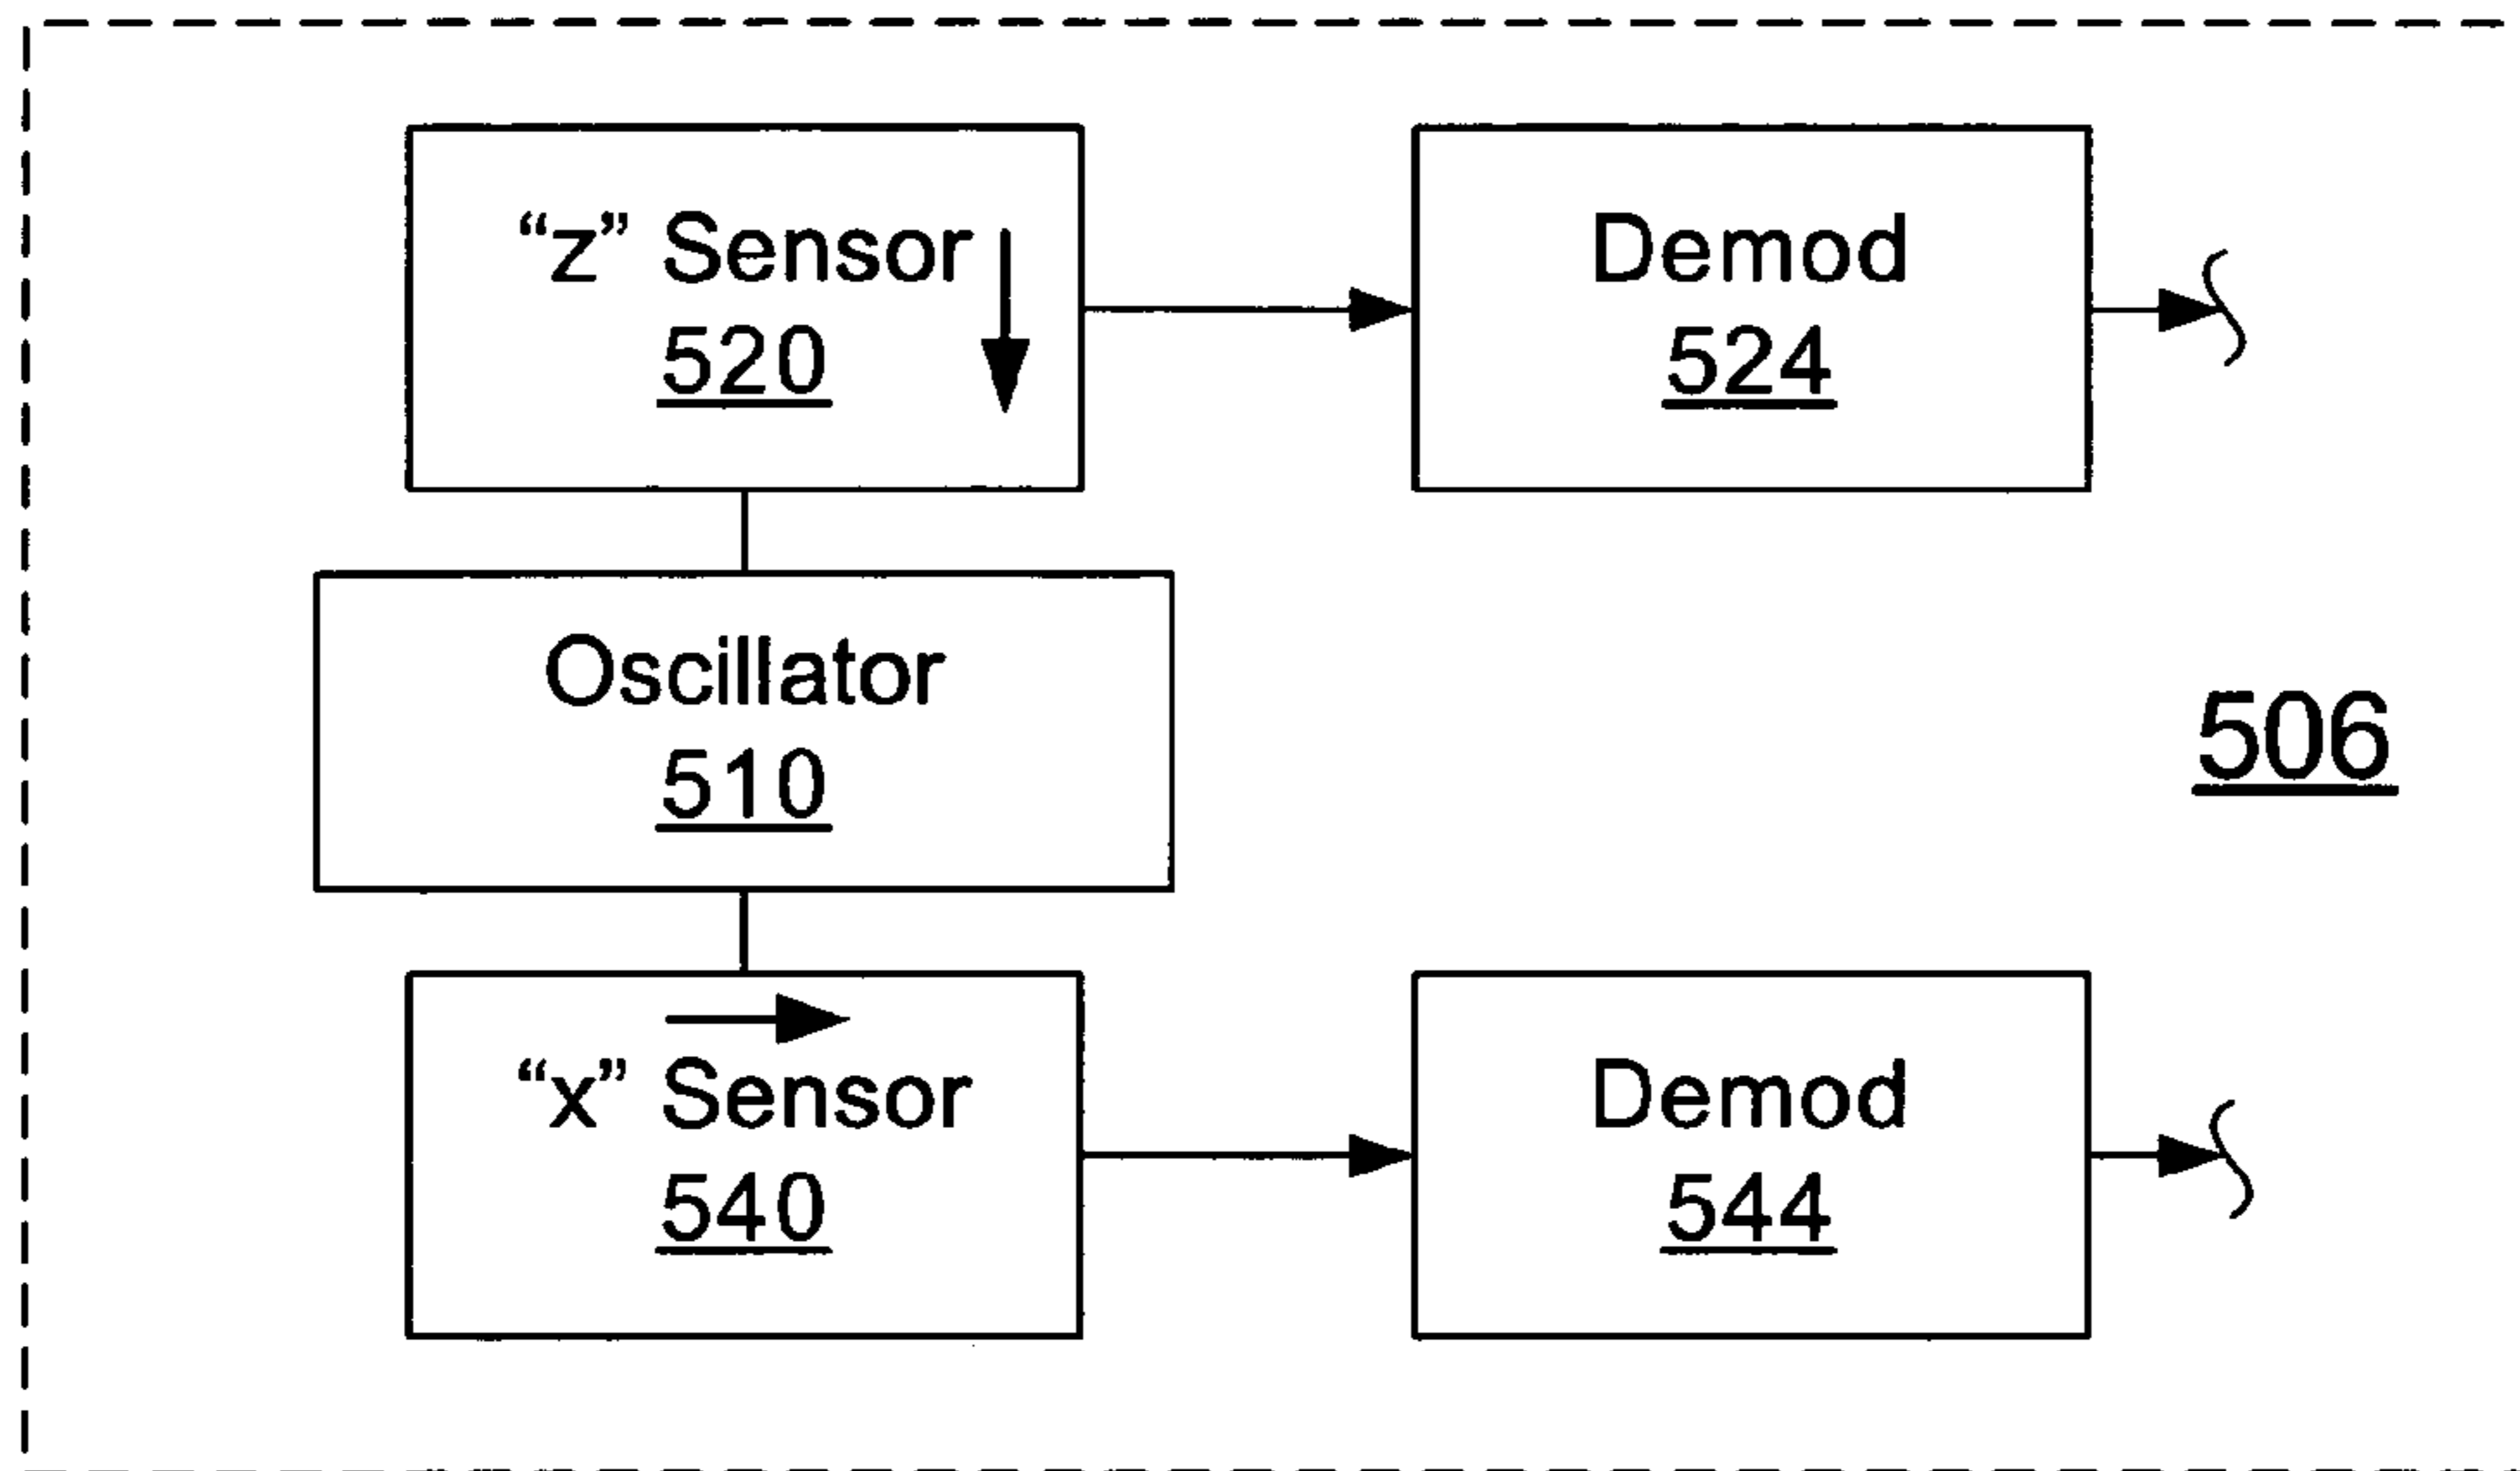 “z” Sensor
520
Demod
524
Oscillator
510
506
“x” Sensor
540
Demod
544